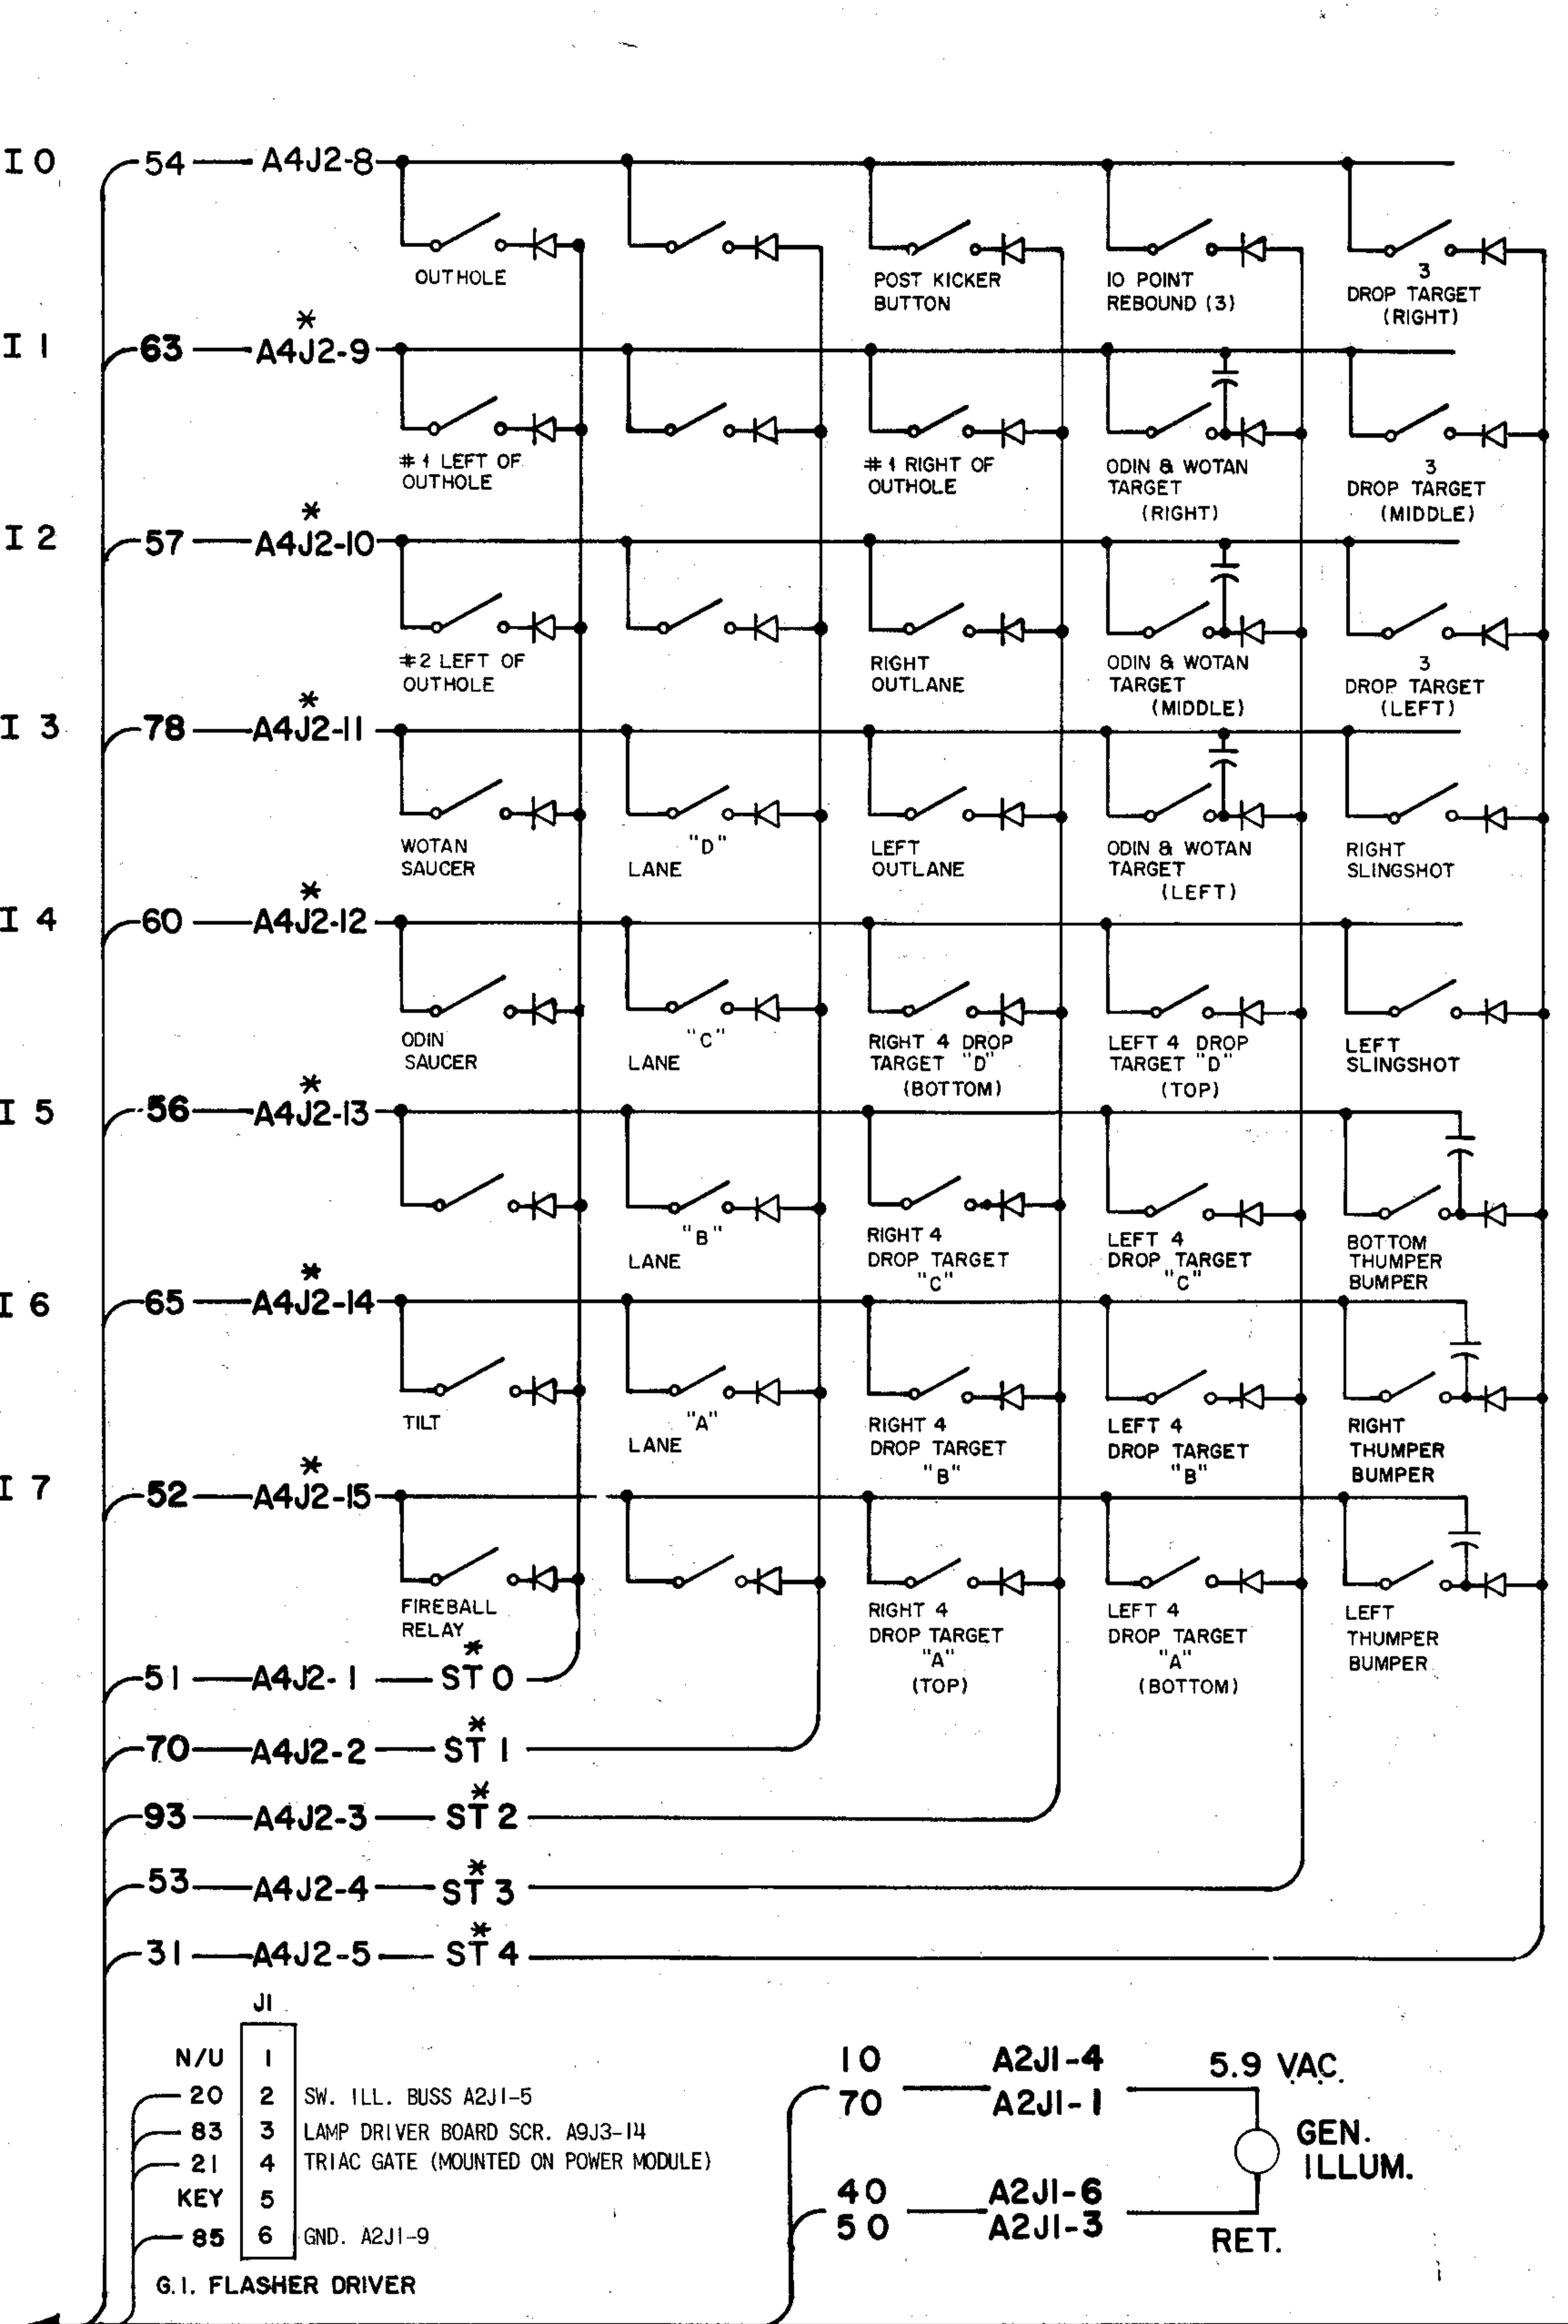 I 0 54 A4J2-8
OUTHOLE
POST KICKER
BUTTON
10 POINT
REBOUND (3)
3
DROP TARGET
(RIGHT)
*
I 1 63 A4J2-9
# 1 LEFT OF
OUTHOLE
# 1 RIGHT OF
OUTHOLE
ODIN & WOTAN
TARGET
(RIGHT)
3
DROP TARGET
(MIDDLE)
*
I 2 57 A4J2-10
#2 LEFT OF
OUTHOLE
RIGHT
OUTLANE
ODIN & WOTAN
TARGET
(MIDDLE)
3
DROP TARGET
(LEFT)
*
I 3 78 A4J2-11
WOTAN
SAUCER
"D"
LANE
LEFT
OUTLANE
ODIN & WOTAN
TARGET
(LEFT)
RIGHT
SLINGSHOT
*
I 4 60 A4J2-12
ODIN
SAUCER
"C"
LANE
RIGHT 4 DROP
TARGET "D"
(BOTTOM)
LEFT 4 DROP
TARGET "D"
(TOP)
LEFT
SLINGSHOT
*
I 5 56 A4J2-13
"B"
LANE
RIGHT 4
DROP TARGET
"C"
LEFT 4
DROP TARGET
"C"
BOTTOM
THUMPER
BUMPER
*
I 6 65 A4J2-14
TILT
"A"
LANE
RIGHT 4
DROP TARGET
"B"
LEFT 4
DROP TARGET
"B"
RIGHT
THUMPER
BUMPER
*
I 7 52 A4J2-15
FIREBALL
RELAY
RIGHT 4
DROP TARGET
"A"
(TOP)
LEFT 4
DROP TARGET
"A"
(BOTTOM)
LEFT
THUMPER
BUMPER
*
51 A4J2-1 ST 0
*
70 A4J2-2 ST 1
*
93 A4J2-3 ST 2
*
53 A4J2-4 ST 3
*
31 A4J2-5 ST 4
J1
N/U 1
20 2 SW. ILL. BUSS A2J1-5
83 3 LAMP DRIVER BOARD SCR. A9J3-14
21 4 TRIAC GATE (MOUNTED ON POWER MODULE)
KEY 5
85 6 GND. A2J1-9
G.I. FLASHER DRIVER
10 A2J1-4 5.9 VAC.
70 A2J1-1
GEN.
ILLUM.
40 A2J1-6
50 A2J1-3
RET.